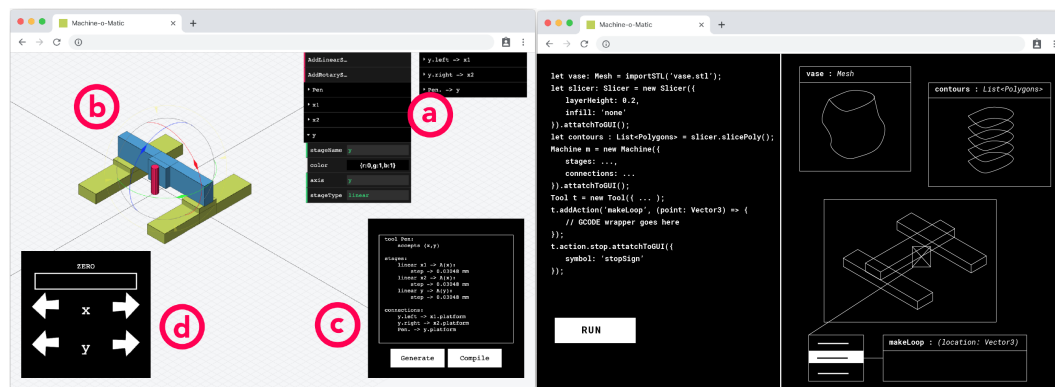 Machine-o-Matic
AddLinearS…
AddRotaryS…
Pen
x1
x2
y
stageName y
color {r:0,g:1,b:1}
axis y
stageType linear
y.left -> x1
y.right -> x2
Pen. -> y
a
b
tool Pen:
accepts (x,y)
stages:
linear x1 -> A(x):
step -> 0.03048 mm
linear x2 -> A(x):
step -> 0.03048 mm
linear y -> A(y):
step -> 0.03048 mm
connections:
y.left -> x1.platform
y.right -> x2.platform
Pen. -> y.platform
Generate Compile
c
ZERO
x
y
d
Machine-o-Matic
let vase: Mesh = importSTL('vase.stl');
let slicer: Slicer = new Slicer({
layerHeight: 0.2,
infill: 'none'
}).attatchToGUI();
let contours : List<Polygons> = slicer.slicePoly();
Machine m = new Machine({
stages: ...,
connections: ...
}).attatchToGUI();
Tool t = new Tool({ ... );
t.addAction('makeLoop', (point: Vector3) => {
// GCODE wrapper goes here
});
t.action.stop.attatchToGUI({
symbol: 'stopSign'
});
RUN
vase : Mesh
contours : List<Polygons>
makeLoop : (location: Vector3)